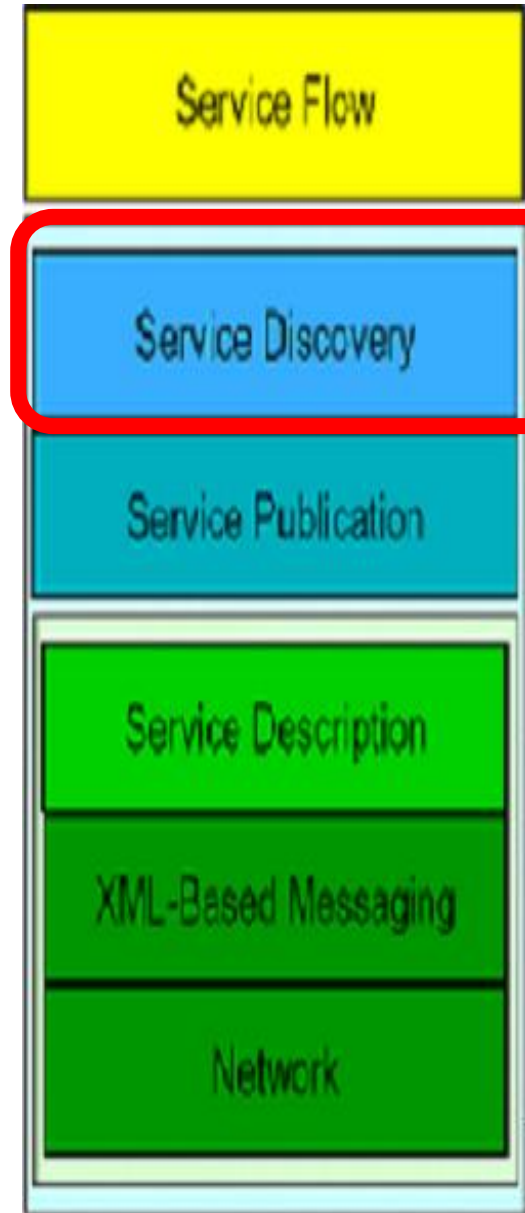 Service Flow
Service Discovery
Service Publication
Service Description
XML-Based Messaging
Network